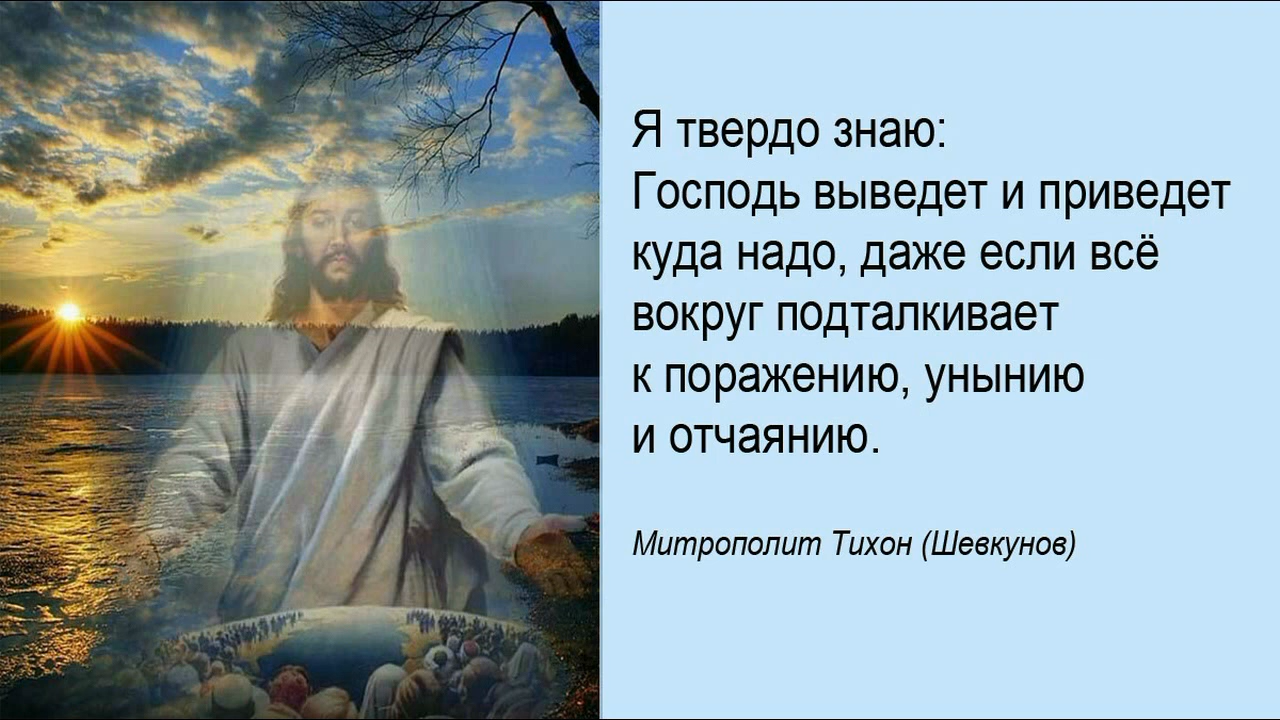 Я твердо знаю:
Господь выведет и приведет
куда надо, даже если всё
вокруг подталкивает
к поражению, унынию
и отчаянию.
Митрополит Тихон (Шевкунов)